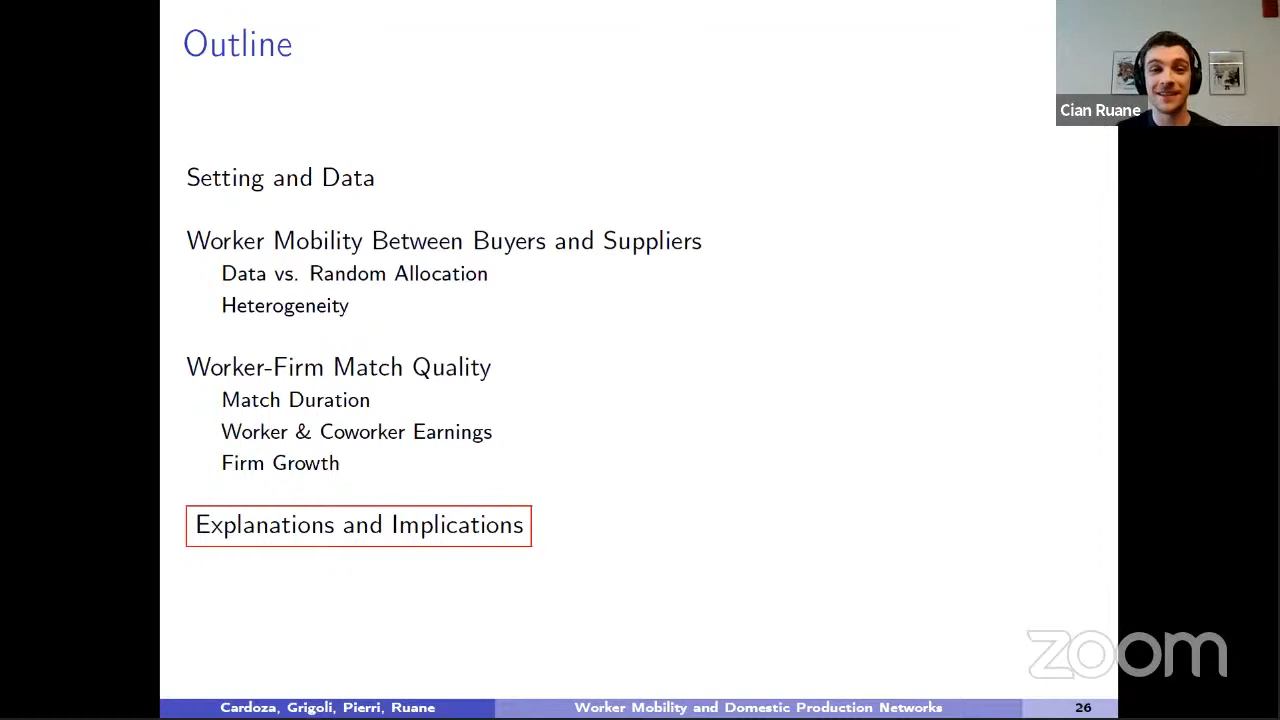 Outline
Cian Ruane
Setting and Data
Worker Mobility Between Buyers and Suppliers
Data vs. Random Allocation
Heterogeneity
Worker-Firm Match Quality
Match Duration
Worker & Coworker Earnings
Firm Growth
Explanations and Implications
zoom
Cardoza, Grigoli, Pierri, Ruane
Worker Mobility and Domestic Production Networks
26